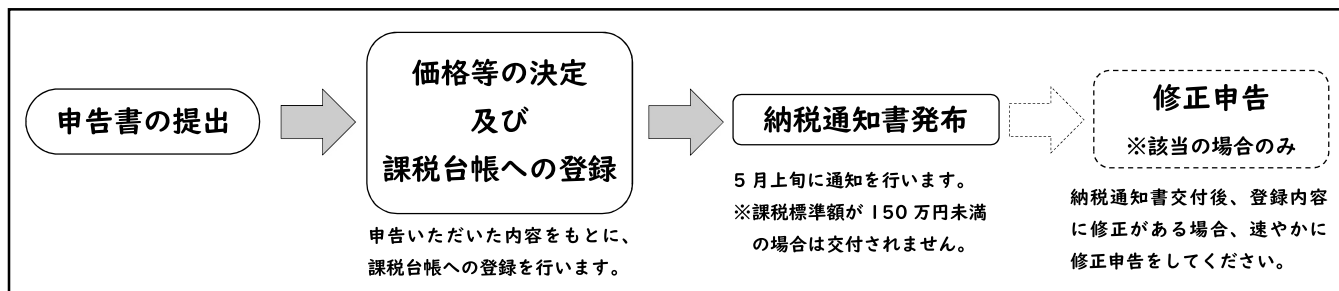 申告書の提出
価格等の決定
及び
課税台帳への登録
申告いただいた内容をもとに、
課税台帳への登録を行います。
納税通知書発布
5月上旬に通知を行います。
※課税標準額が150万円未満
の場合は交付されません。
修正申告
※該当の場合のみ
納税通知書交付後、登録内容
に修正がある場合、速やかに
修正申告をしてください。